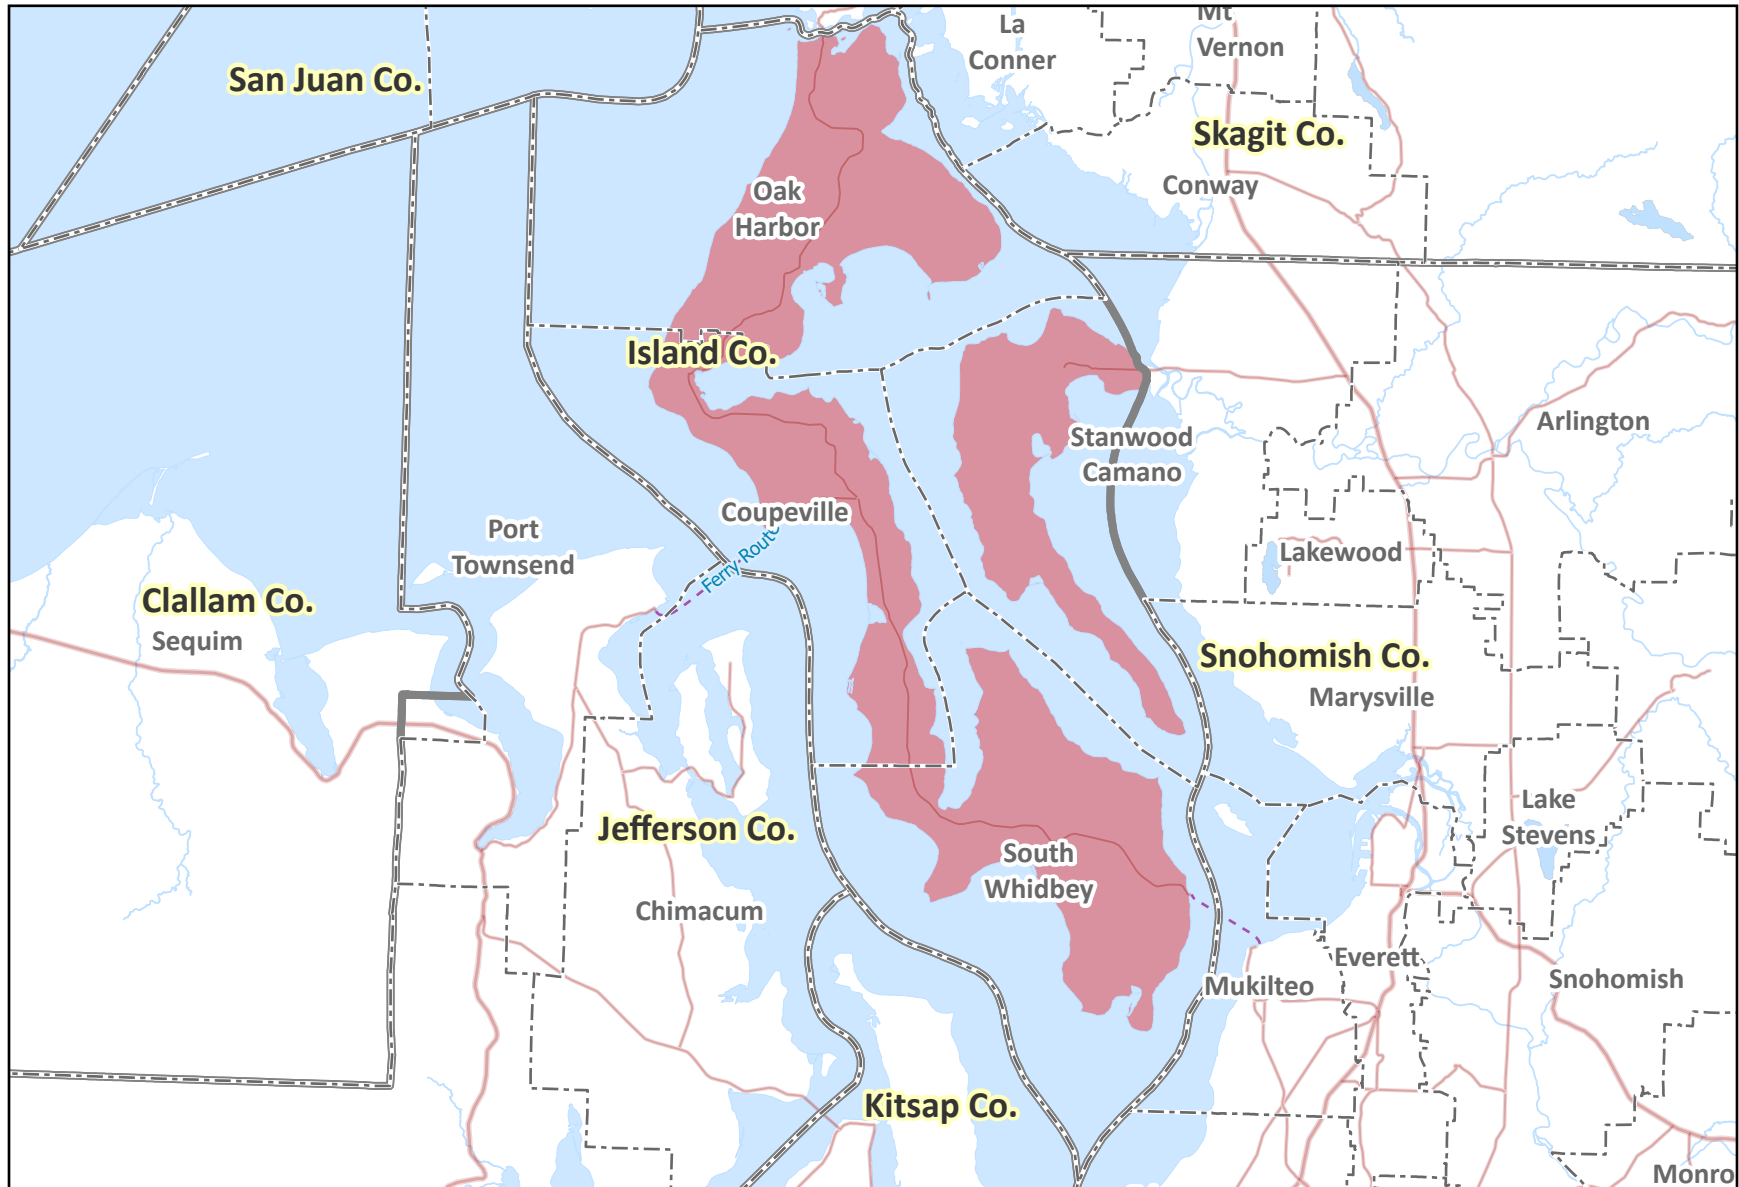 La
Conner
Mt
Vernon
San Juan Co.
Skagit Co.
Conway
Oak
Harbor
Island Co.
Arlington
Stanwood
Camano
Coupeville
Port
Townsend
Ferry Route
Lakewood
Clallam Co.
Sequim
Snohomish Co.
Marysville
Jefferson Co.
Lake
Stevens
South
Whidbey
Chimacum
Everett
Mukilteo
Snohomish
Kitsap Co.
Monro